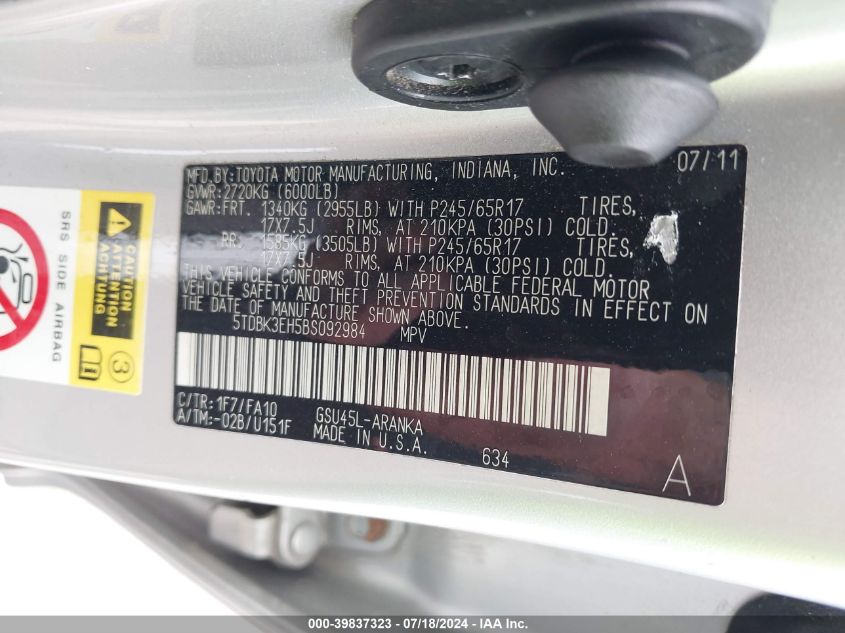 MFD.BY:TOYOTA MOTOR MANUFACTURING, INDIANA, INC. 07/11
GVWR:2720KG (6000LB)
GAWR:FRT. 1340KG (2955LB) WITH P245/65R17 TIRES,
17X7.5J RIMS, AT 210KPA (30PSI) COLD.
RR. 1585KG (3505LB) WITH P245/65R17 TIRES,
17X7.5J RIMS, AT 210KPA (30PSI) COLD.
THIS VEHICLE CONFORMS TO ALL APPLICABLE FEDERAL MOTOR
VEHICLE SAFETY AND THEFT PREVENTION STANDARDS IN EFFECT ON
THE DATE OF MANUFACTURE SHOWN ABOVE.
5TDBK3EH5BS092984 MPV
C/TR:1F7/FA10 GSU45L-ARANKA
A/TM:-02B/U151F MADE IN U.S.A. 634
A
SRS SIDE AIRBAG
CAUTION
ATTENTION
ACHTUNG
3
000-39837323 - 07/18/2024 - IAA Inc.